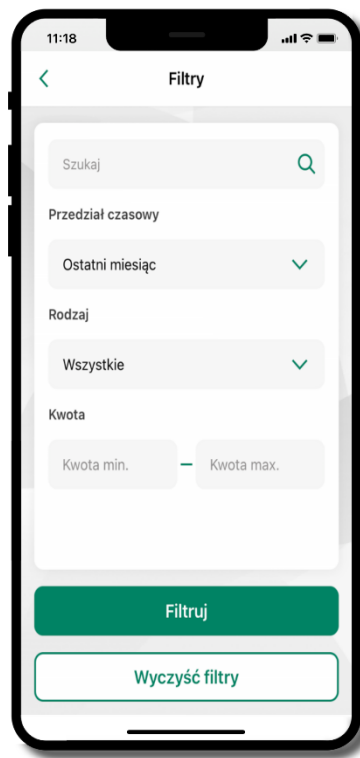 11:18
Filtry
Szukaj
Przedział czasowy
Ostatni miesiąc
Rodzaj
Wszystkie
Kwota
Kwota min. – Kwota max.
Filtruj
Wyczyść filtry